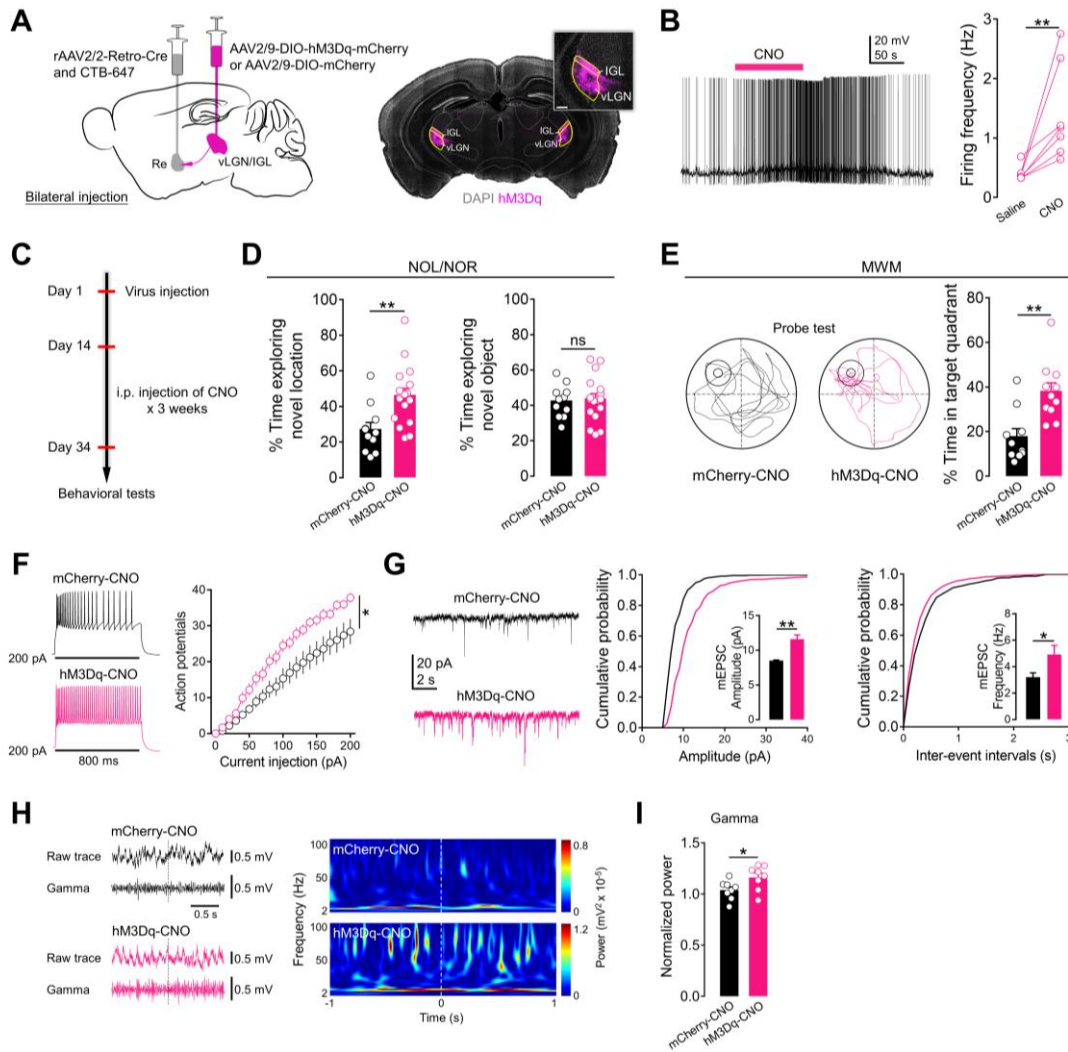 A
rAAV2/2-Retro-Cre
and CTB-647
AAV2/9-DIO-hM3Dq-mCherry
or AAV2/9-DIO-mCherry
Re
vLGN/IGL
Bilateral injection
IGL
vLGN
IGL
vLGN
IGL
vLGN
DAPI hM3Dq
B
CNO
20 mV
50 s
Firing frequency (Hz)
3
2
1
0
**
Saline
CNO
C
Day 1
Virus injection
Day 14
i.p. injection of CNO
x 3 weeks
Day 34
Behavioral tests
D
NOL/NOR
% Time exploring
novel location
100
80
60
40
20
0
**
mCherry-CNO
hM3Dq-CNO
% Time exploring
novel object
100
80
60
40
20
0
ns
mCherry-CNO
hM3Dq-CNO
E
MWM
Probe test
mCherry-CNO
hM3Dq-CNO
% Time in target quadrant
80
60
40
20
0
**
mCherry-CNO
hM3Dq-CNO
F
mCherry-CNO
200 pA
hM3Dq-CNO
200 pA
800 ms
Action potentials
40
20
0
*
0 50 100 150 200
Current injection (pA)
G
mCherry-CNO
20 pA
2 s
hM3Dq-CNO
Cumulative probability
1.0
0.8
0.6
0.4
0.2
0.0
0 10 20 30 40
Amplitude (pA)
mEPSC
Amplitude (pA)
15
10
5
0
**
Cumulative probability
1.0
0.8
0.6
0.4
0.2
0.0
0 1 2 3
Inter-event intervals (s)
mEPSC
Frequency (Hz)
8
6
4
2
0
*
H
mCherry-CNO
Raw trace
0.5 mV
Gamma
0.5 mV
0.5 s
hM3Dq-CNO
Raw trace
0.5 mV
Gamma
0.5 mV
Frequency (Hz)
100
50
2
mCherry-CNO
0.8
0
100
50
2
hM3Dq-CNO
1.2
0
Power (mV² x 10⁻⁵)
-1 0 1
Time (s)
I
Gamma
Normalized power
1.5
1.0
0.5
0.0
*
mCherry-CNO
hM3Dq-CNO